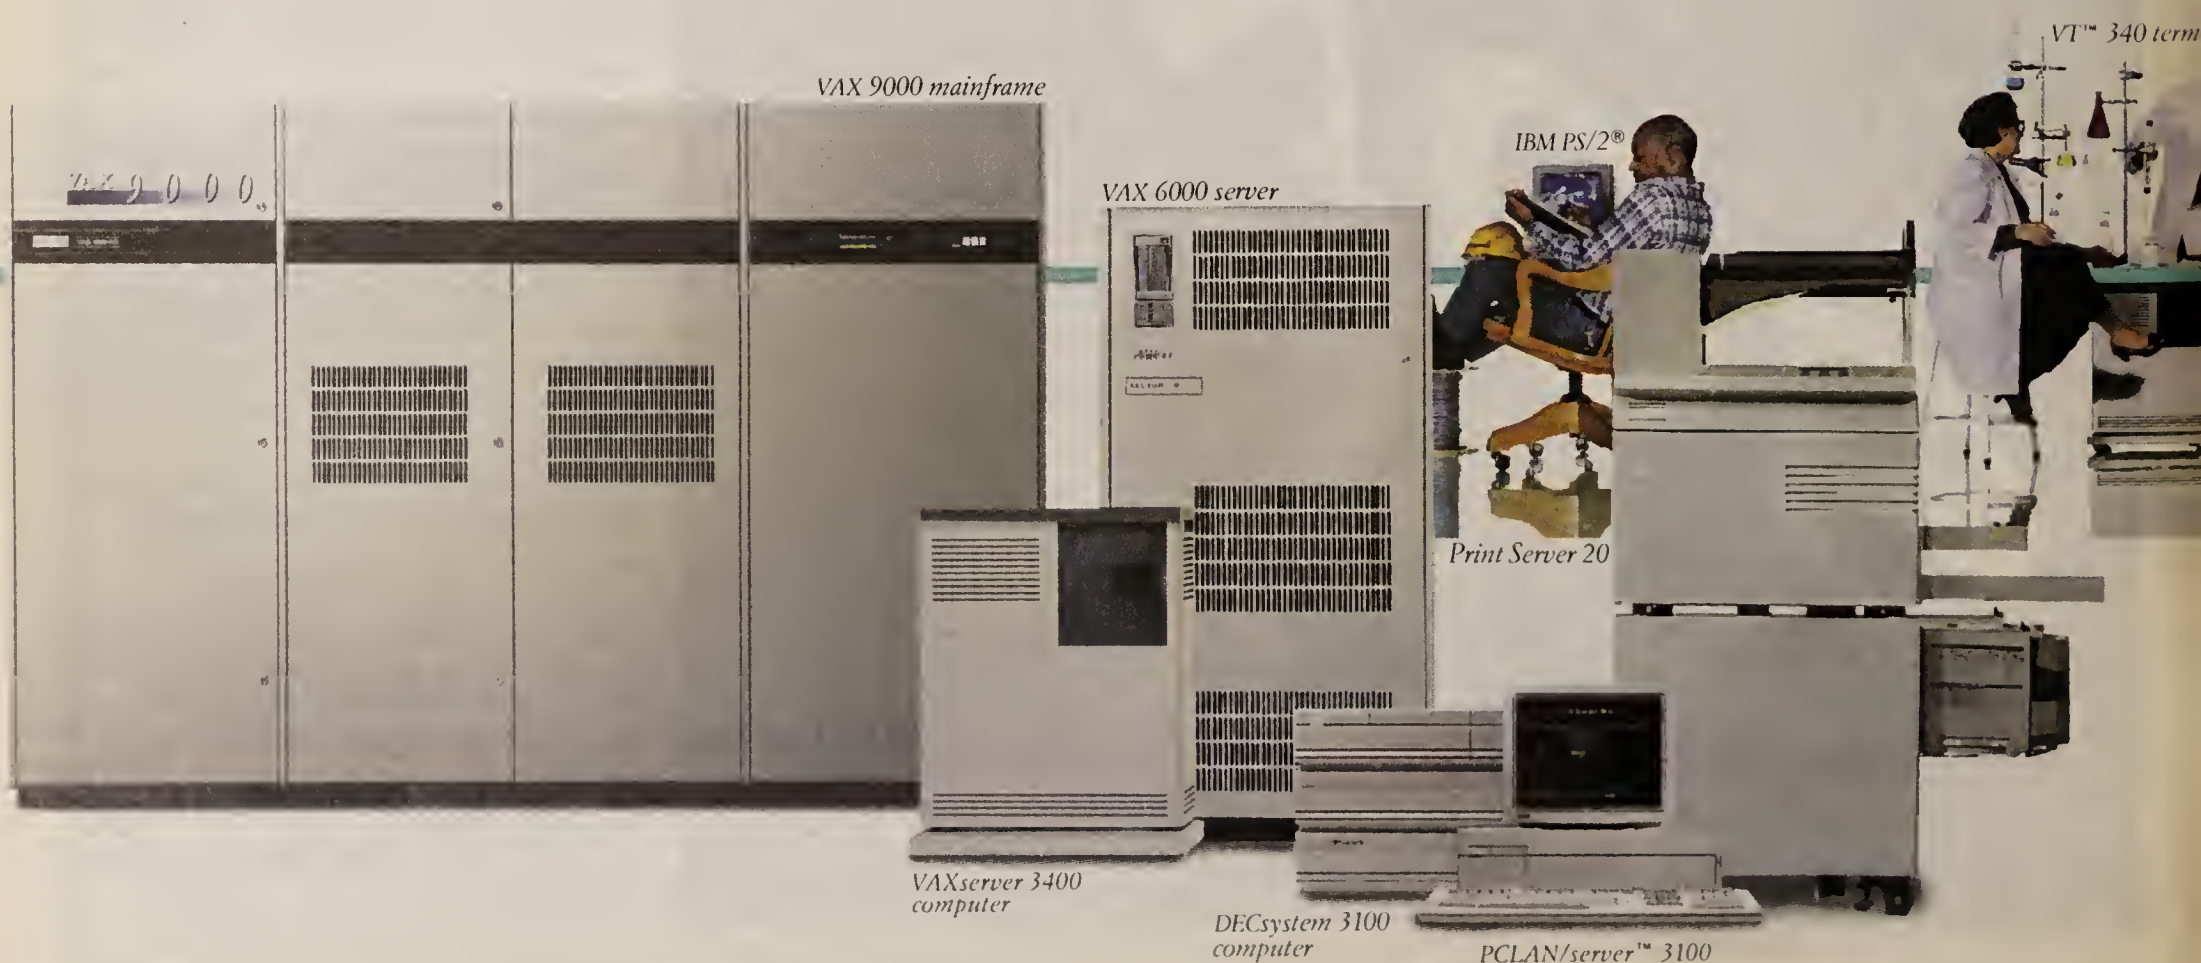 VT™ 340 term
VAX 9000 mainframe
IBM PS/2®
9000
VAX 6000 server
Print Server 20
VAXserver 3400
computer
DECsystem 3100
computer
PCLAN/server™ 3100